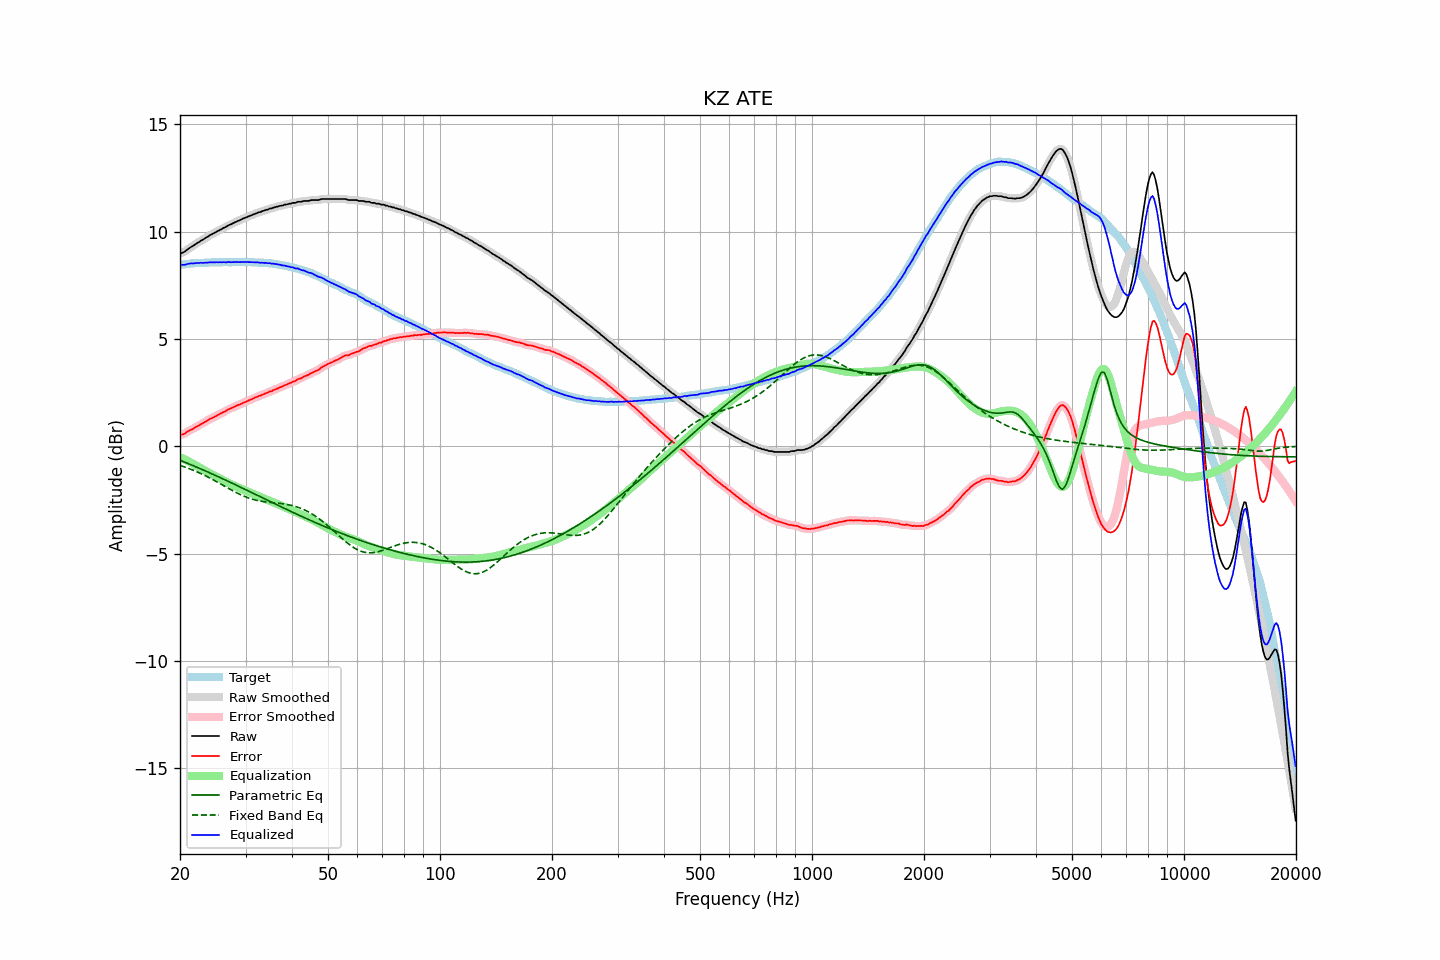 KZ ATE
Amplitude (dBr)
15
10
5
0
−5
−10
−15
Target
Raw Smoothed
Error Smoothed
Raw
Error
Equalization
Parametric Eq
Fixed Band Eq
Equalized
20 50 100 200 500 1000 2000 5000 10000 20000
Frequency (Hz)